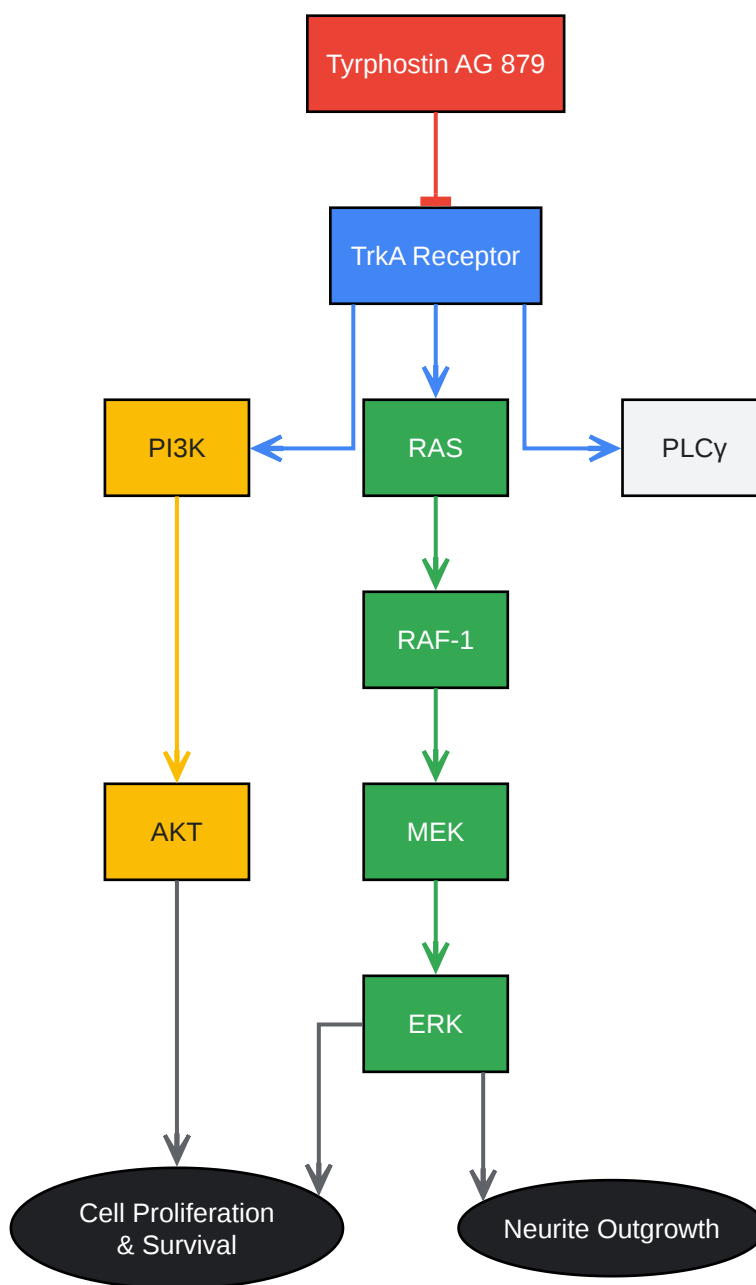 Tyrphostin AG 879
TrkA Receptor
PI3K
RAS
PLCγ
RAF-1
AKT
MEK
ERK
Cell Proliferation
& Survival
Neurite Outgrowth